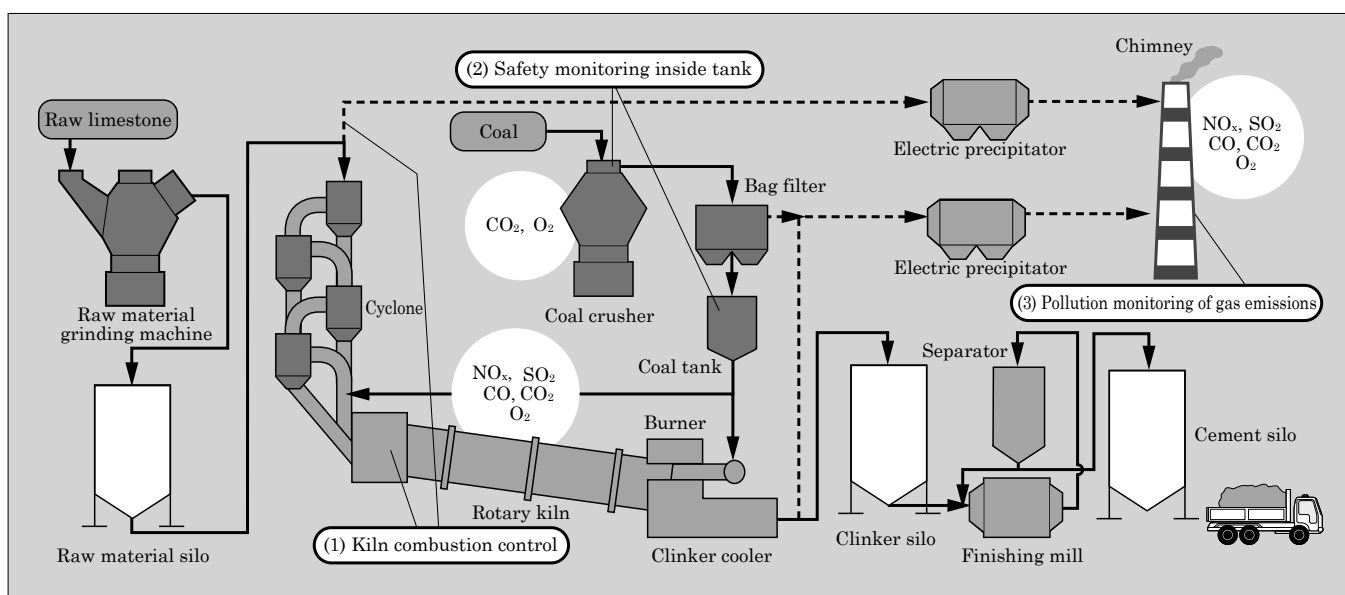 Chimney
(2) Safety monitoring inside tank
Raw limestone
Coal
NOx, SO2
CO, CO2
O2
Electric precipitator
Bag filter
CO2, O2
Electric precipitator
(3) Pollution monitoring of gas emissions
Cyclone
Raw material
grinding machine
Coal crusher
Separator
Coal tank
NOx, SO2
CO, CO2
O2
Burner
Cement silo
Rotary kiln
(1) Kiln combustion control
Raw material silo
Clinker cooler
Clinker silo
Finishing mill